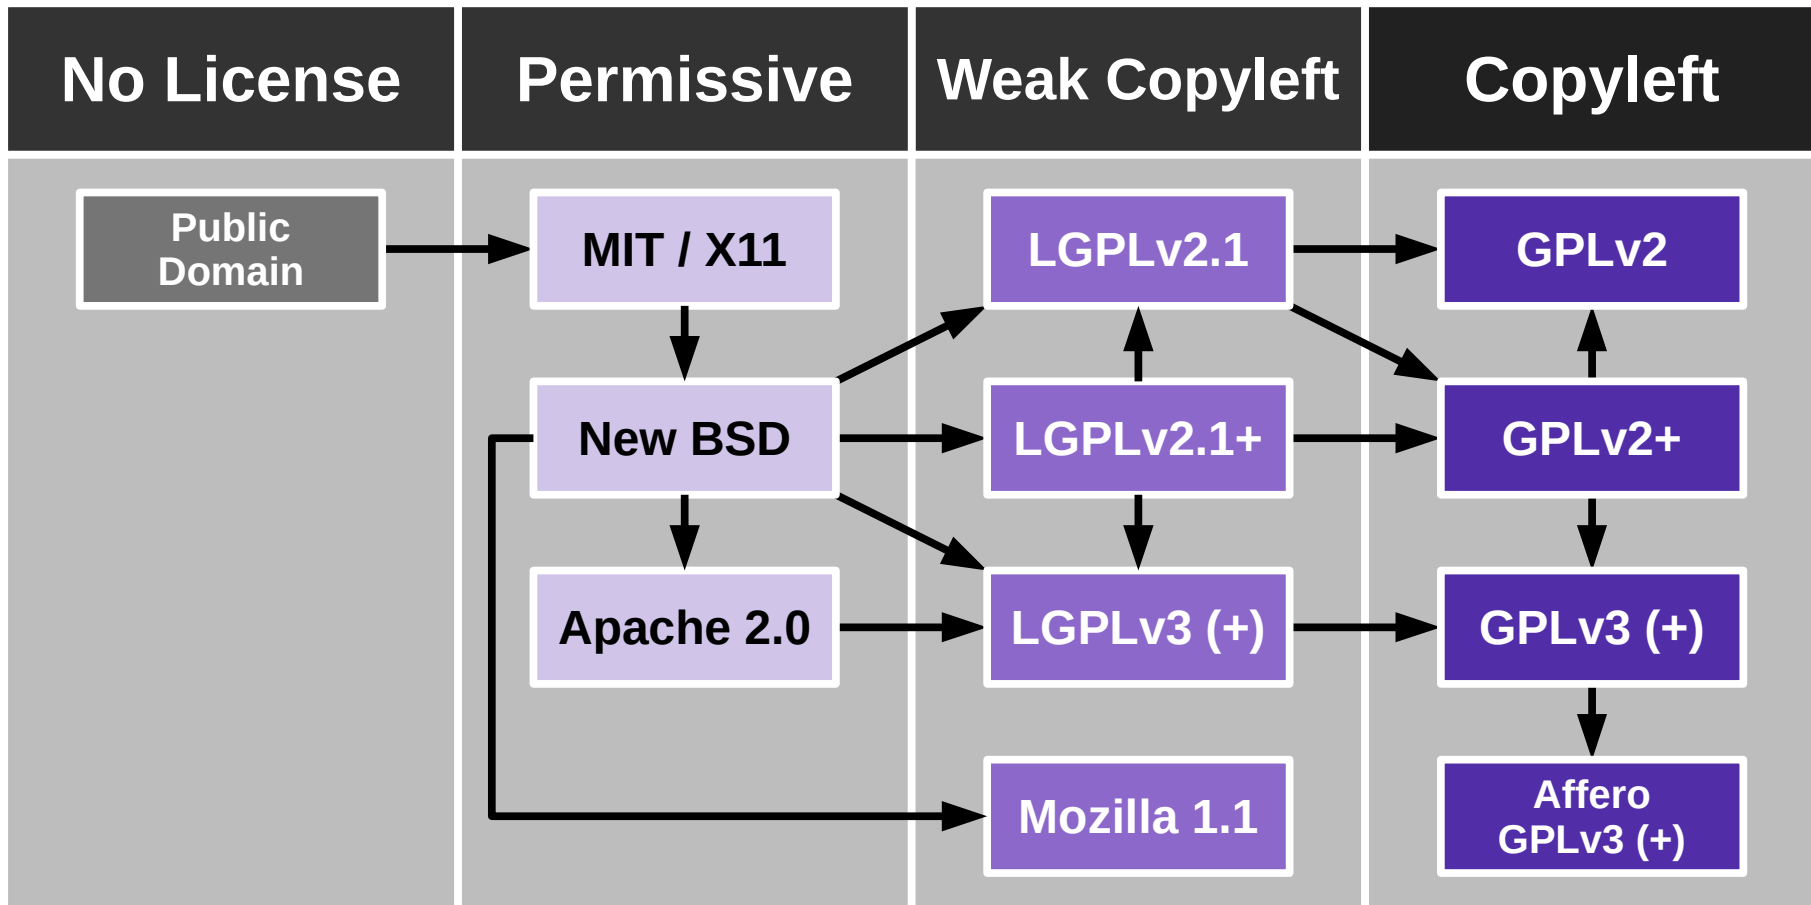 No License
Permissive
Weak Copyleft
Copyleft
Public
Domain
MIT / X11
LGPLv2.1
GPLv2
New BSD
LGPLv2.1+
GPLv2+
Apache 2.0
LGPLv3 (+)
GPLv3 (+)
Mozilla 1.1
Affero
GPLv3 (+)